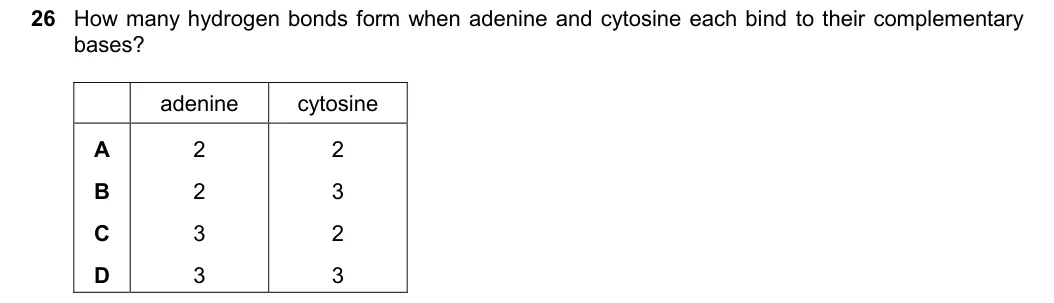 26 How many hydrogen bonds form when adenine and cytosine each bind to their complementary
bases?
adenine cytosine
A 2 2
B 2 3
C 3 2
D 3 3